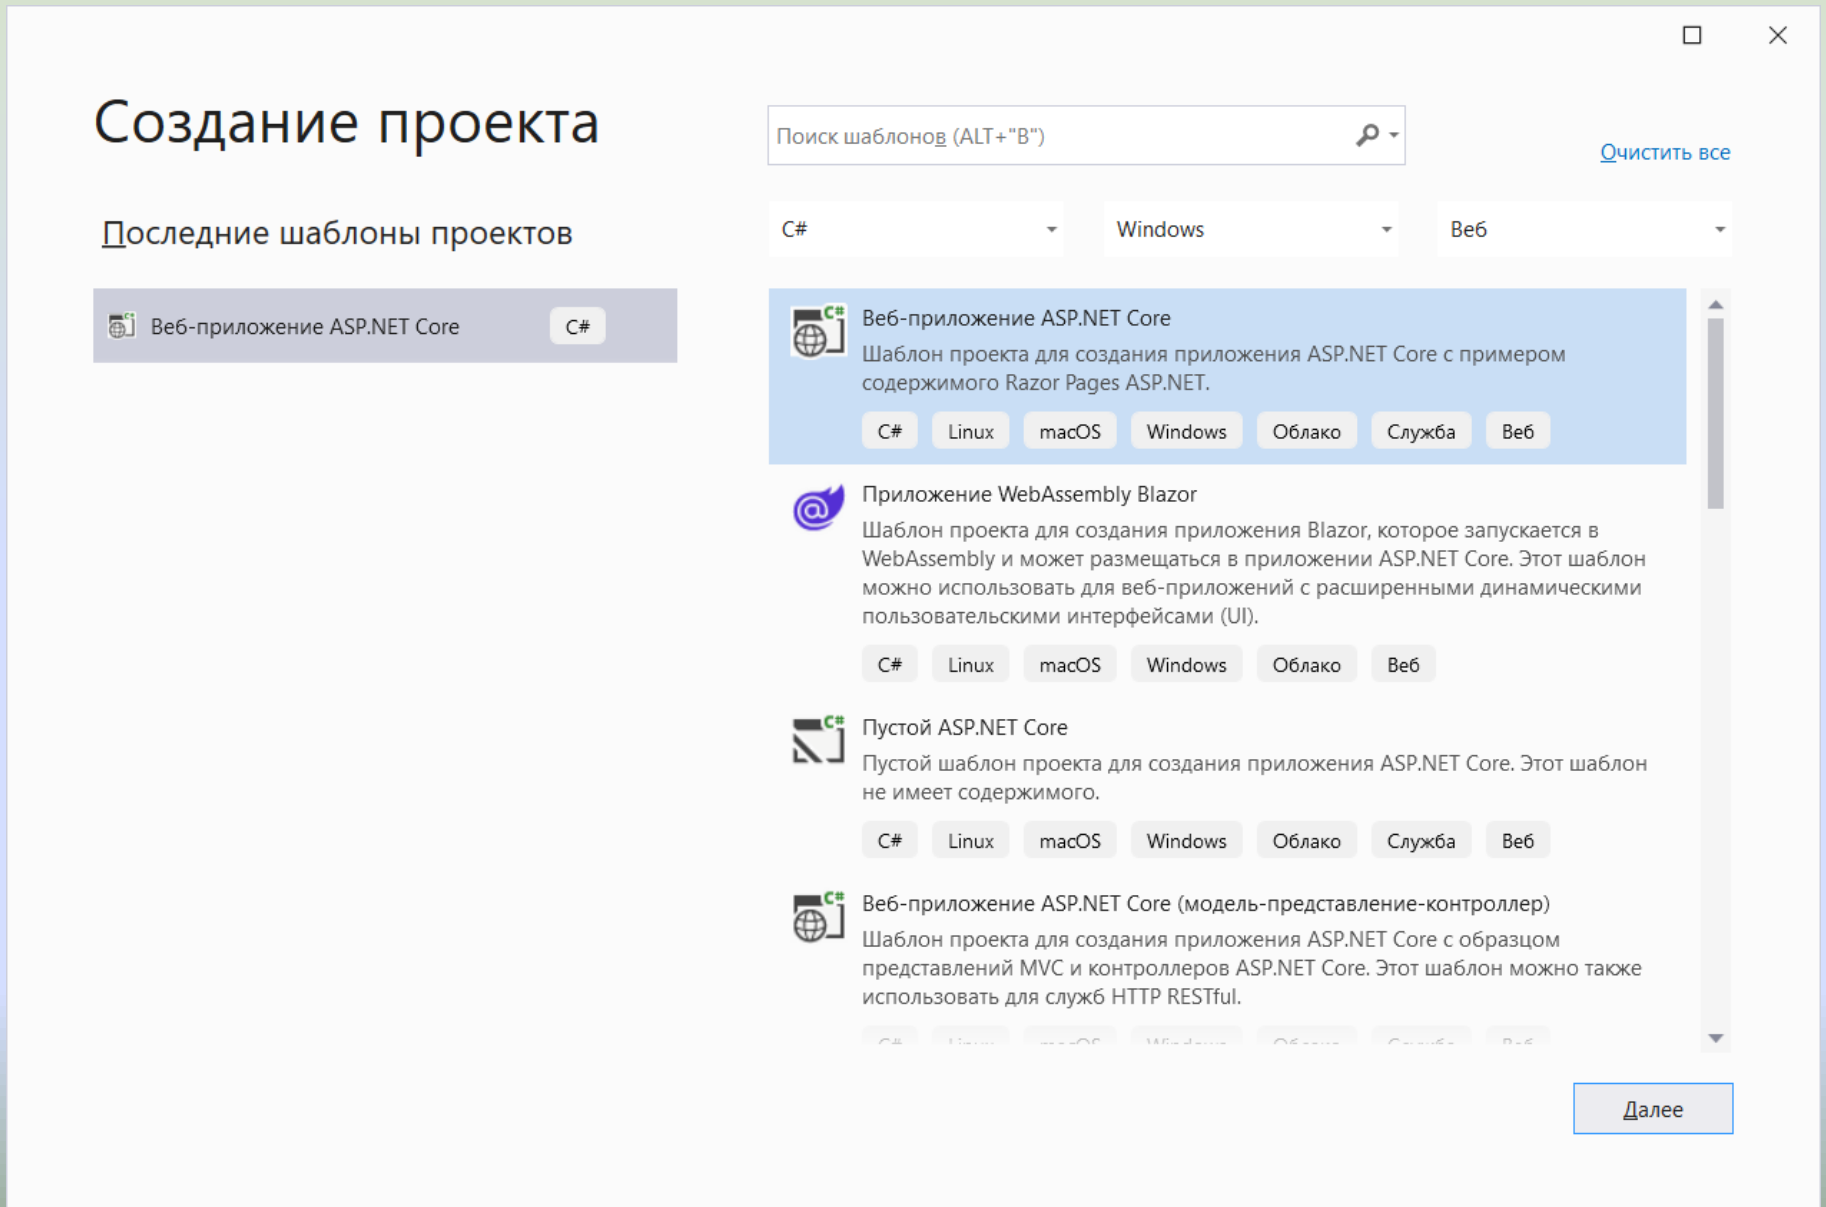 Создание проекта
Поиск шаблонов (ALT+"В")
Очистить все
Последние шаблоны проектов
C#
Windows
Веб
Веб-приложение ASP.NET Core
C#
Веб-приложение ASP.NET Core
Шаблон проекта для создания приложения ASP.NET Core с примером
содержимого Razor Pages ASP.NET.
C# Linux macOS Windows Облако Служба Веб
Приложение WebAssembly Blazor
Шаблон проекта для создания приложения Blazor, которое запускается в
WebAssembly и может размещаться в приложении ASP.NET Core. Этот шаблон
можно использовать для веб-приложений с расширенными динамическими
пользовательскими интерфейсами (UI).
C# Linux macOS Windows Облако Веб
Пустой ASP.NET Core
Пустой шаблон проекта для создания приложения ASP.NET Core. Этот шаблон
не имеет содержимого.
C# Linux macOS Windows Облако Служба Веб
Веб-приложение ASP.NET Core (модель-представление-контроллер)
Шаблон проекта для создания приложения ASP.NET Core с образцом
представлений MVC и контроллеров ASP.NET Core. Этот шаблон можно также
использовать для служб HTTP RESTful.
C# Linux macOS Windows Облако Служба Веб
Далее